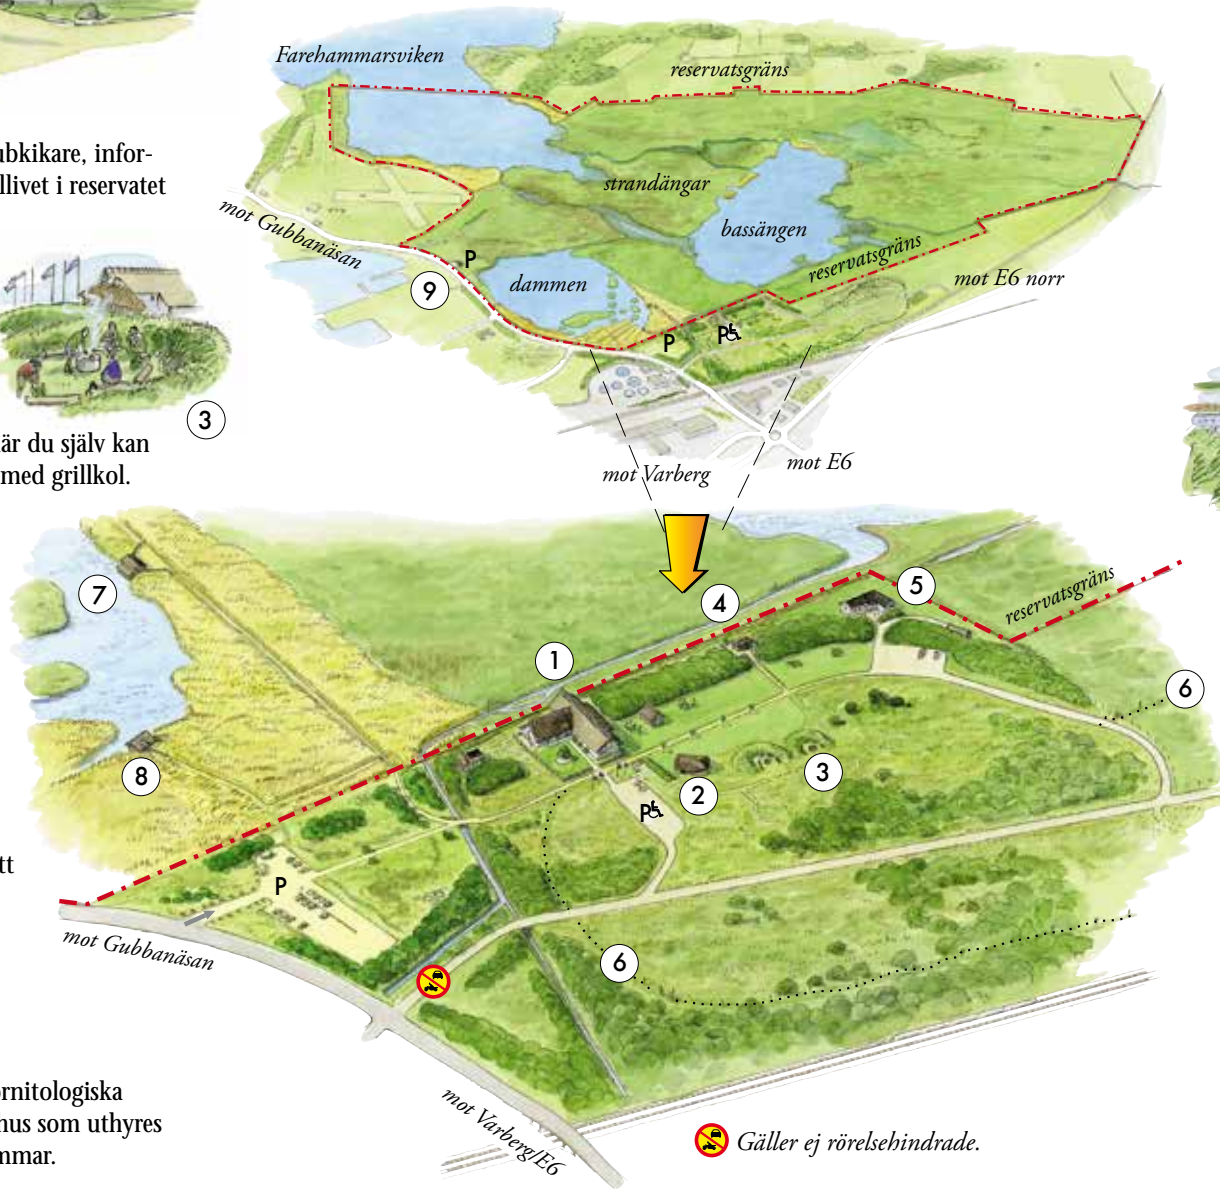 Farehammarsviken
reservatsgräns
ubkikare, infor-
llivet i reservatet
strandängar
mot Gubbanäsan
bassängen
reservatsgräns
P
dammen
mot E6 norr
9
P
P
3
är du själv kan
med grillkol.
mot Varberg
mot E6
7
4
5
reservatsgräns
1
6
8
2
3
P
tt
P
mot Gubbanäsan
6
rnitologiska
hus som uthyres
mmar.
mot Varberg/E6
Gäller ej rörelsehindrade.